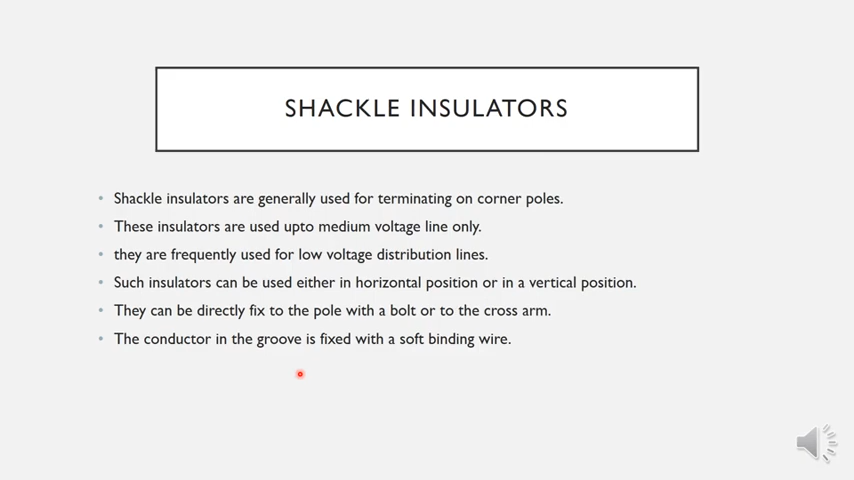 SHACKLE INSULATORS
• Shackle insulators are generally used for terminating on corner poles.
• These insulators are used upto medium voltage line only.
• they are frequently used for low voltage distribution lines.
• Such insulators can be used either in horizontal position or in a vertical position.
• They can be directly fix to the pole with a bolt or to the cross arm.
• The conductor in the groove is fixed with a soft binding wire.